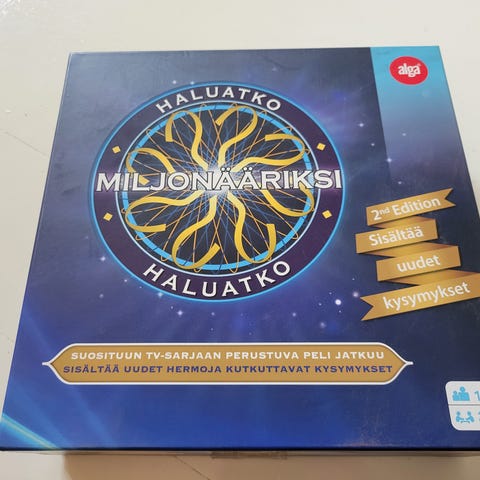 alga
HALUATKO
MILJONÄÄRIKSI
HALUATKO
2nd Edition
Sisältää
uudet
kysymykset
SUOSITUUN TV-SARJAAN PERUSTUVA PELI JATKUU
SISÄLTÄÄ UUDET HERMOJA KUTKUTTAVAT KYSYMYKSET